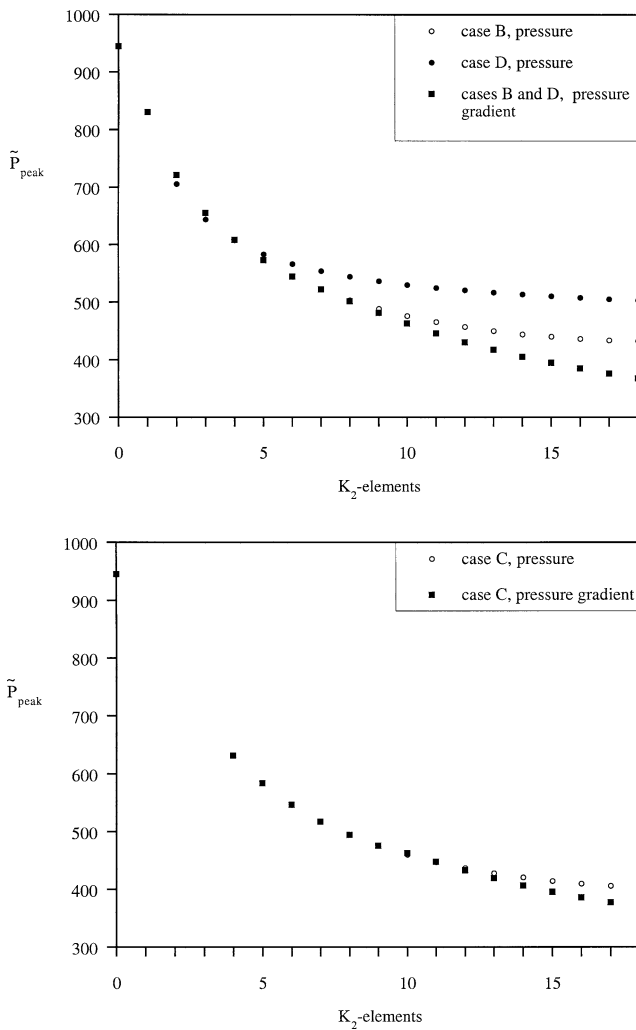 1000
case B, pressure
case D, pressure
cases B and D, pressure
gradient
900
800
P̃peak
700
600
500
400
300
0 5 10 15
K₂-elements
1000
case C, pressure
case C, pressure gradient
900
800
P̃peak
700
600
500
400
300
0 5 10 15
K₂-elements